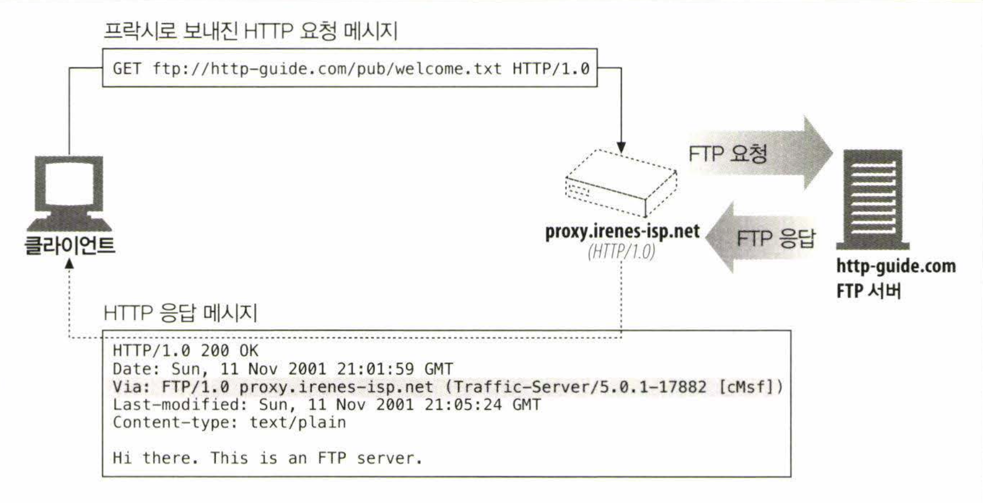 프락시로 보내진 HTTP 요청 메시지
GET ftp://http-guide.com/pub/welcome.txt HTTP/1.0
FTP 요청
클라이언트
proxy.irenes-isp.net
(HTTP/1.0)
FTP 응답
http-guide.com
FTP 서버
HTTP 응답 메시지
HTTP/1.0 200 OK
Date: Sun, 11 Nov 2001 21:01:59 GMT
Via: FTP/1.0 proxy.irenes-isp.net (Traffic-Server/5.0.1-17882 [cMsf])
Last-modified: Sun, 11 Nov 2001 21:05:24 GMT
Content-type: text/plain
Hi there. This is an FTP server.